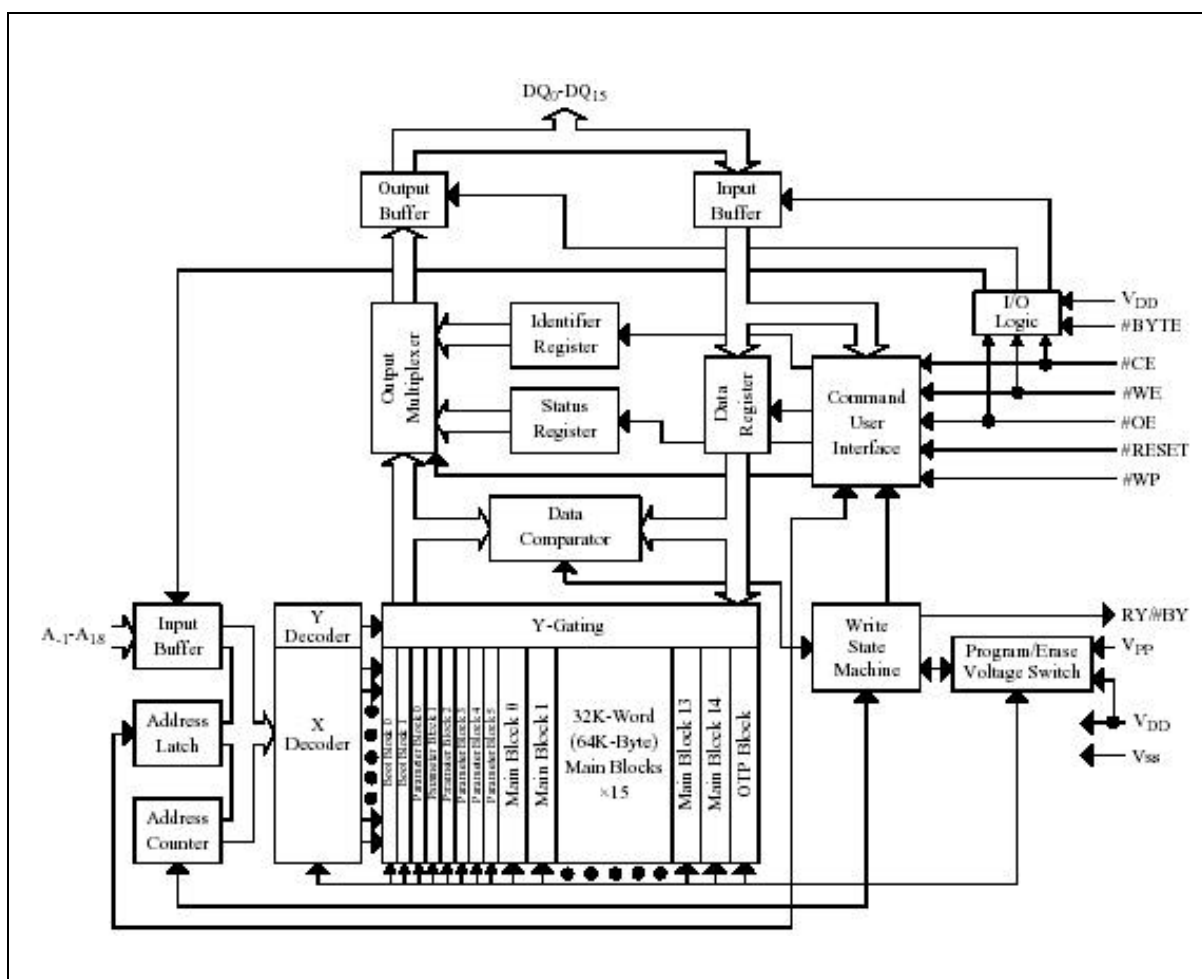 DQ0-DQ15
Output
Buffer
Input
Buffer
I/O
Logic
VDD
#BYTE
#CE
#WE
#OE
#RESET
#WP
Output
Multiplexer
Identifier
Register
Status
Register
Data
Register
Command
User
Interface
Data
Comparator
A-1-A18
Input
Buffer
Address
Latch
Address
Counter
Y
Decoder
X
Decoder
Y-Gating
Boot Block 0
Boot Block 1
Parameter Block 0
Parameter Block 1
Parameter Block 2
Parameter Block 3
Parameter Block 4
Parameter Block 5
Main Block 0
Main Block 1
32K-Word
(64K-Byte)
Main Blocks
×15
Main Block 13
Main Block 14
OTP Block
Write
State
Machine
RY/#BY
Program/Erase
Voltage Switch
VPP
VDD
Vss